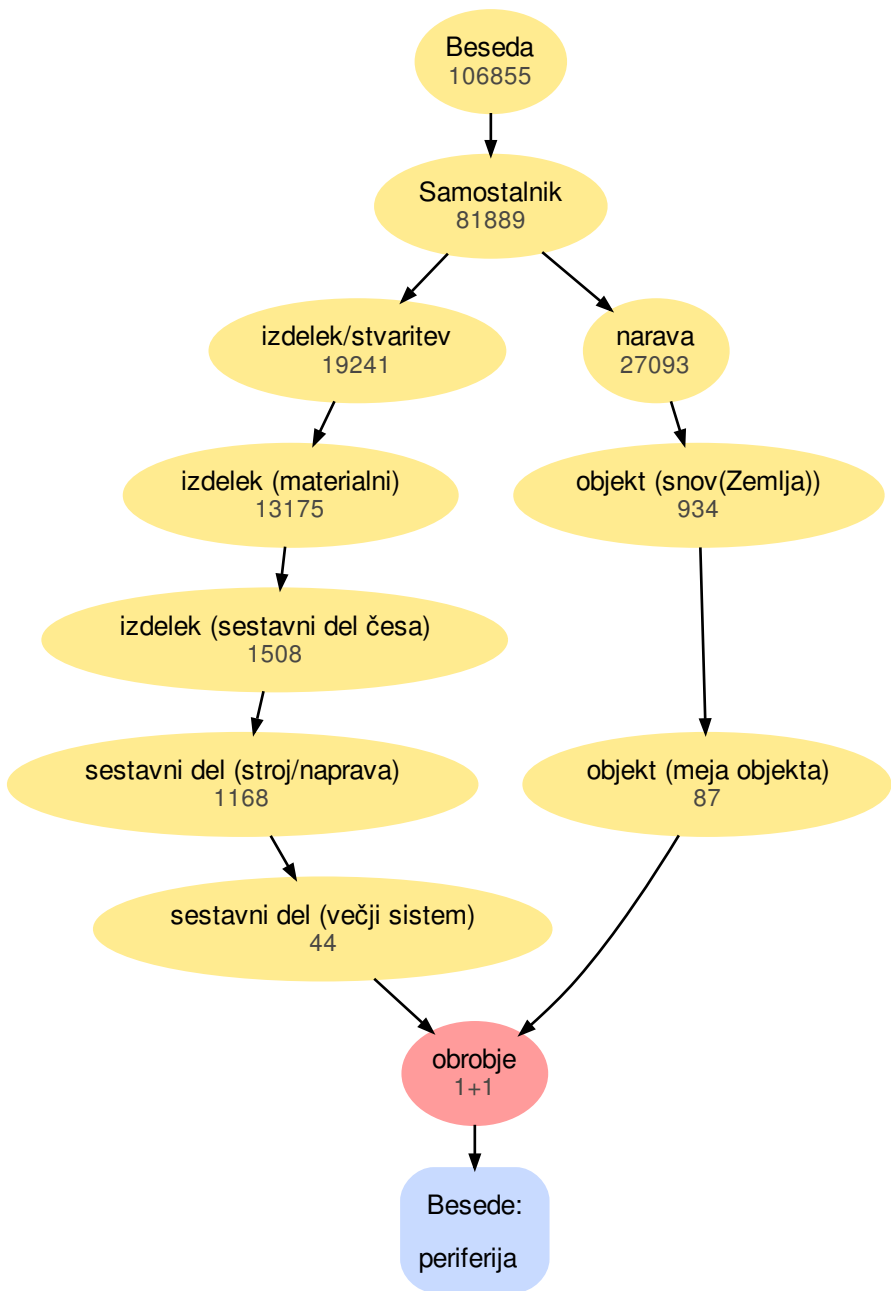 Beseda
106855
Samostalnik
81889
izdelek/stvaritev
19241
narava
27093
izdelek (materialni)
13175
objekt (snov(Zemlja))
934
izdelek (sestavni del česa)
1508
sestavni del (stroj/naprava)
1168
objekt (meja objekta)
87
sestavni del (večji sistem)
44
obrobje
1+1
Besede:
periferija